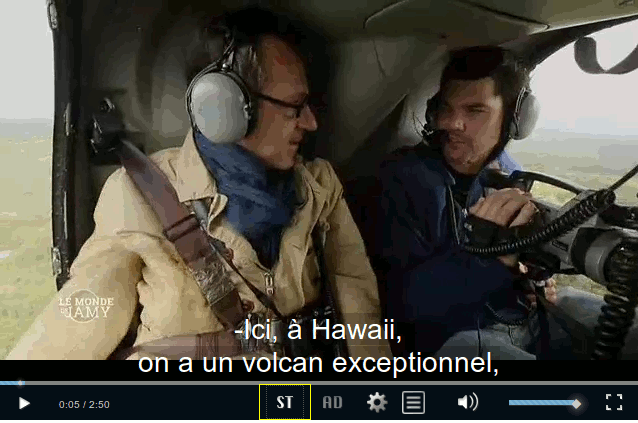 LE MONDE
DE JAMY
-Ici, à Hawaii,
on a un volcan exceptionnel,
0:05 / 2:50
ST
AD